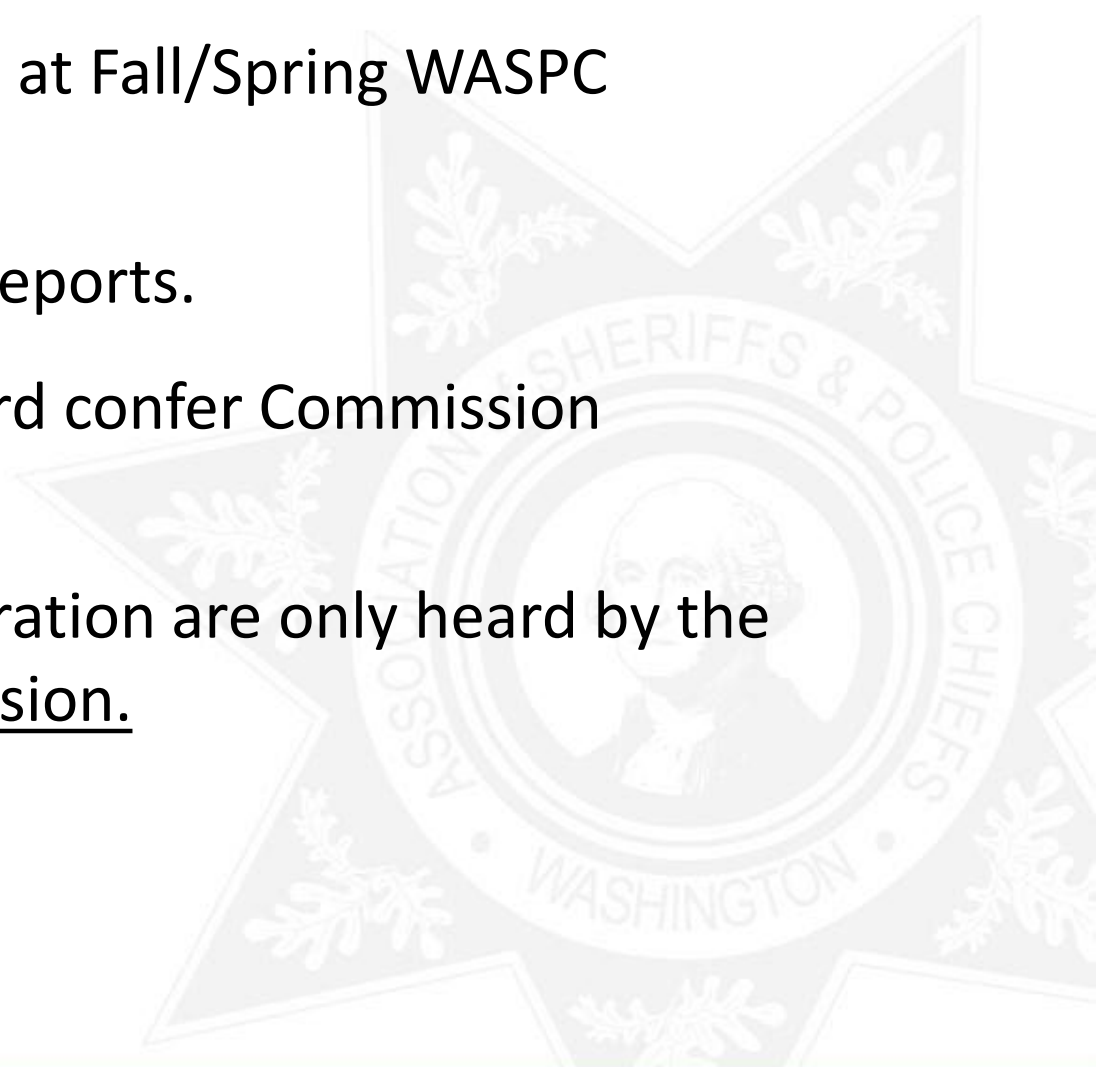 at Fall/Spring WASPC
eports.
rd confer Commission
ration are only heard by the
sion.
ASSOCIATION SHERIFFS & POLICE CHIEFS
WASHINGTON